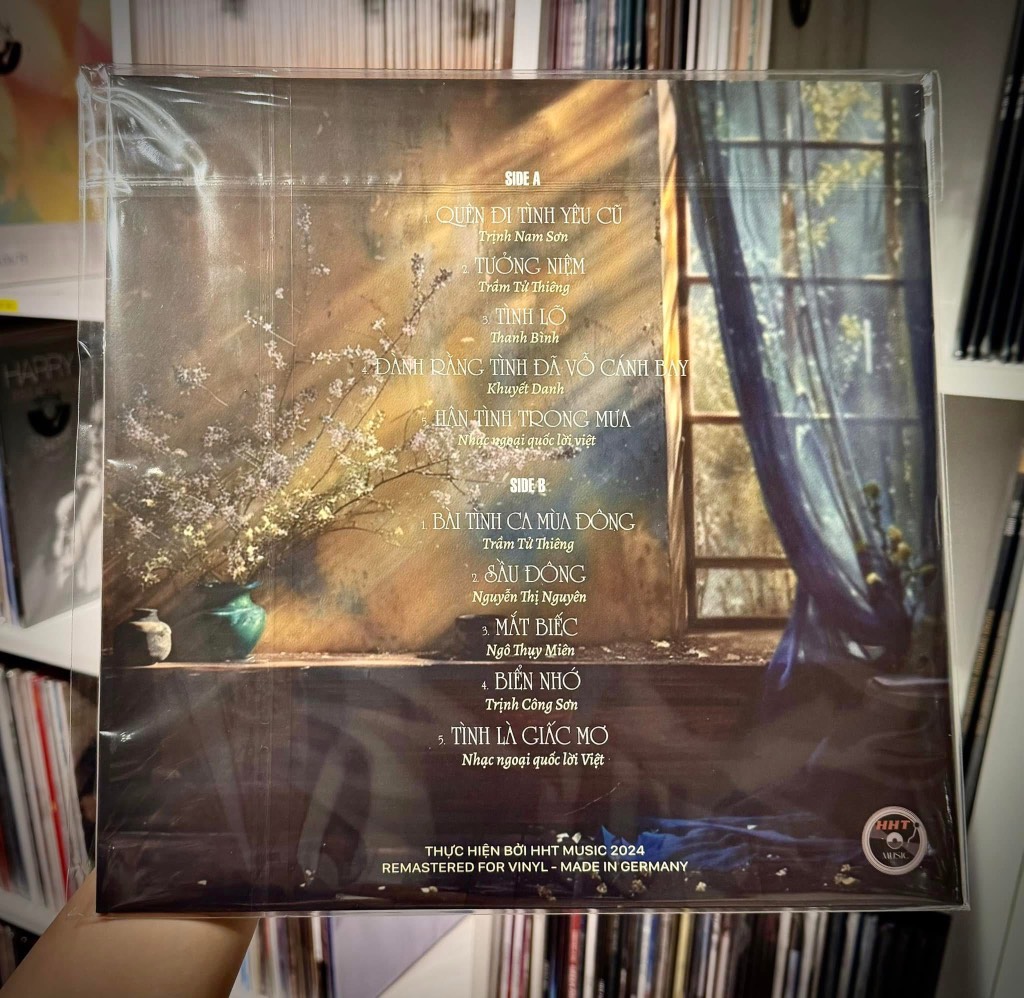 SIDE A
1. QUÊN ĐI TÌNH YÊU CŨ
Trịnh Nam Sơn
2. TƯỞNG NIỆM
Trầm Tử Thiêng
3. TÌNH LỠ
Thanh Bình
4. ĐÀNH RẰNG TÌNH ĐÃ VỖ CÁNH BAY
Khuyết Danh
5. HẬN TÌNH TRONG MƯA
Nhạc ngoại quốc lời việt
SIDE B
1. BÀI TÌNH CA MÙA ĐÔNG
Trầm Tử Thiêng
2. SẦU ĐÔNG
Nguyễn Thị Nguyên
3. MẮT BIẾC
Ngô Thụy Miên
4. BIỂN NHỚ
Trịnh Công Sơn
5. TÌNH LÀ GIẤC MƠ
Nhạc ngoại quốc lời Việt
THỰC HIỆN BỞI HHT MUSIC 2024
REMASTERED FOR VINYL - MADE IN GERMANY
HHT
MUSIC
HARRY